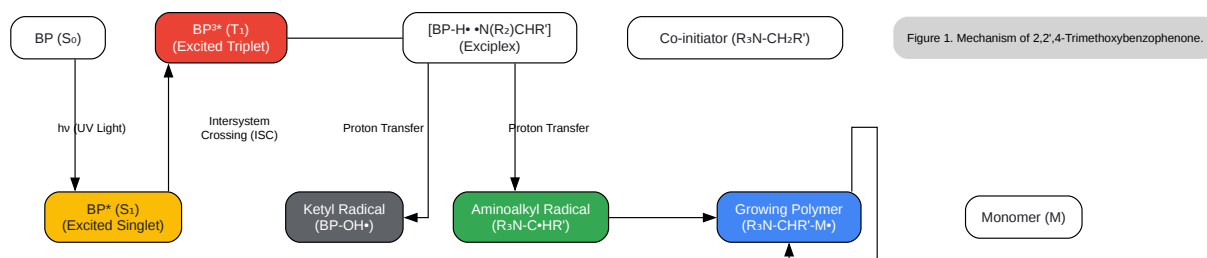 BP (S₀)
BP³* (T₁)
(Excited Triplet)
[BP-H• •N(R₂)CHR']
(Exciplex)
Co-initiator (R₃N-CH₂R')
Figure 1. Mechanism of 2,2',4-Trimethoxybenzophenone.
hν (UV Light)
Intersystem
Crossing (ISC)
Proton Transfer
Proton Transfer
BP* (S₁)
(Excited Singlet)
Ketyl Radical
(BP-OH•)
Aminoalkyl Radical
(R₃N-C•HR')
Growing Polymer
(R₃N-CHR'-M•)
Monomer (M)